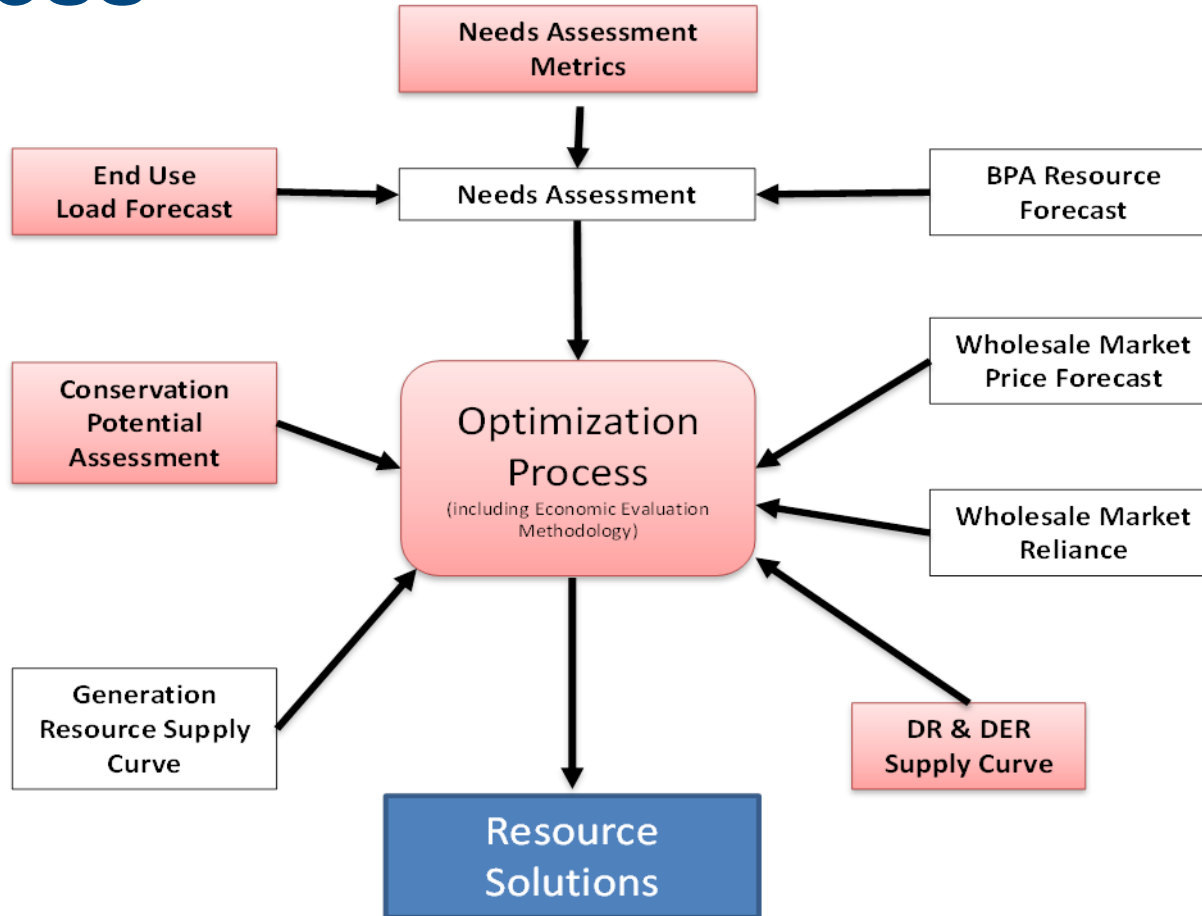 Needs Assessment
Metrics
End Use
Load Forecast
Needs Assessment
BPA Resource
Forecast
Conservation
Potential
Assessment
Optimization
Process
(including Economic Evaluation
Methodology)
Wholesale Market
Price Forecast
Wholesale Market
Reliance
Generation
Resource Supply
Curve
DR & DER
Supply Curve
Resource
Solutions